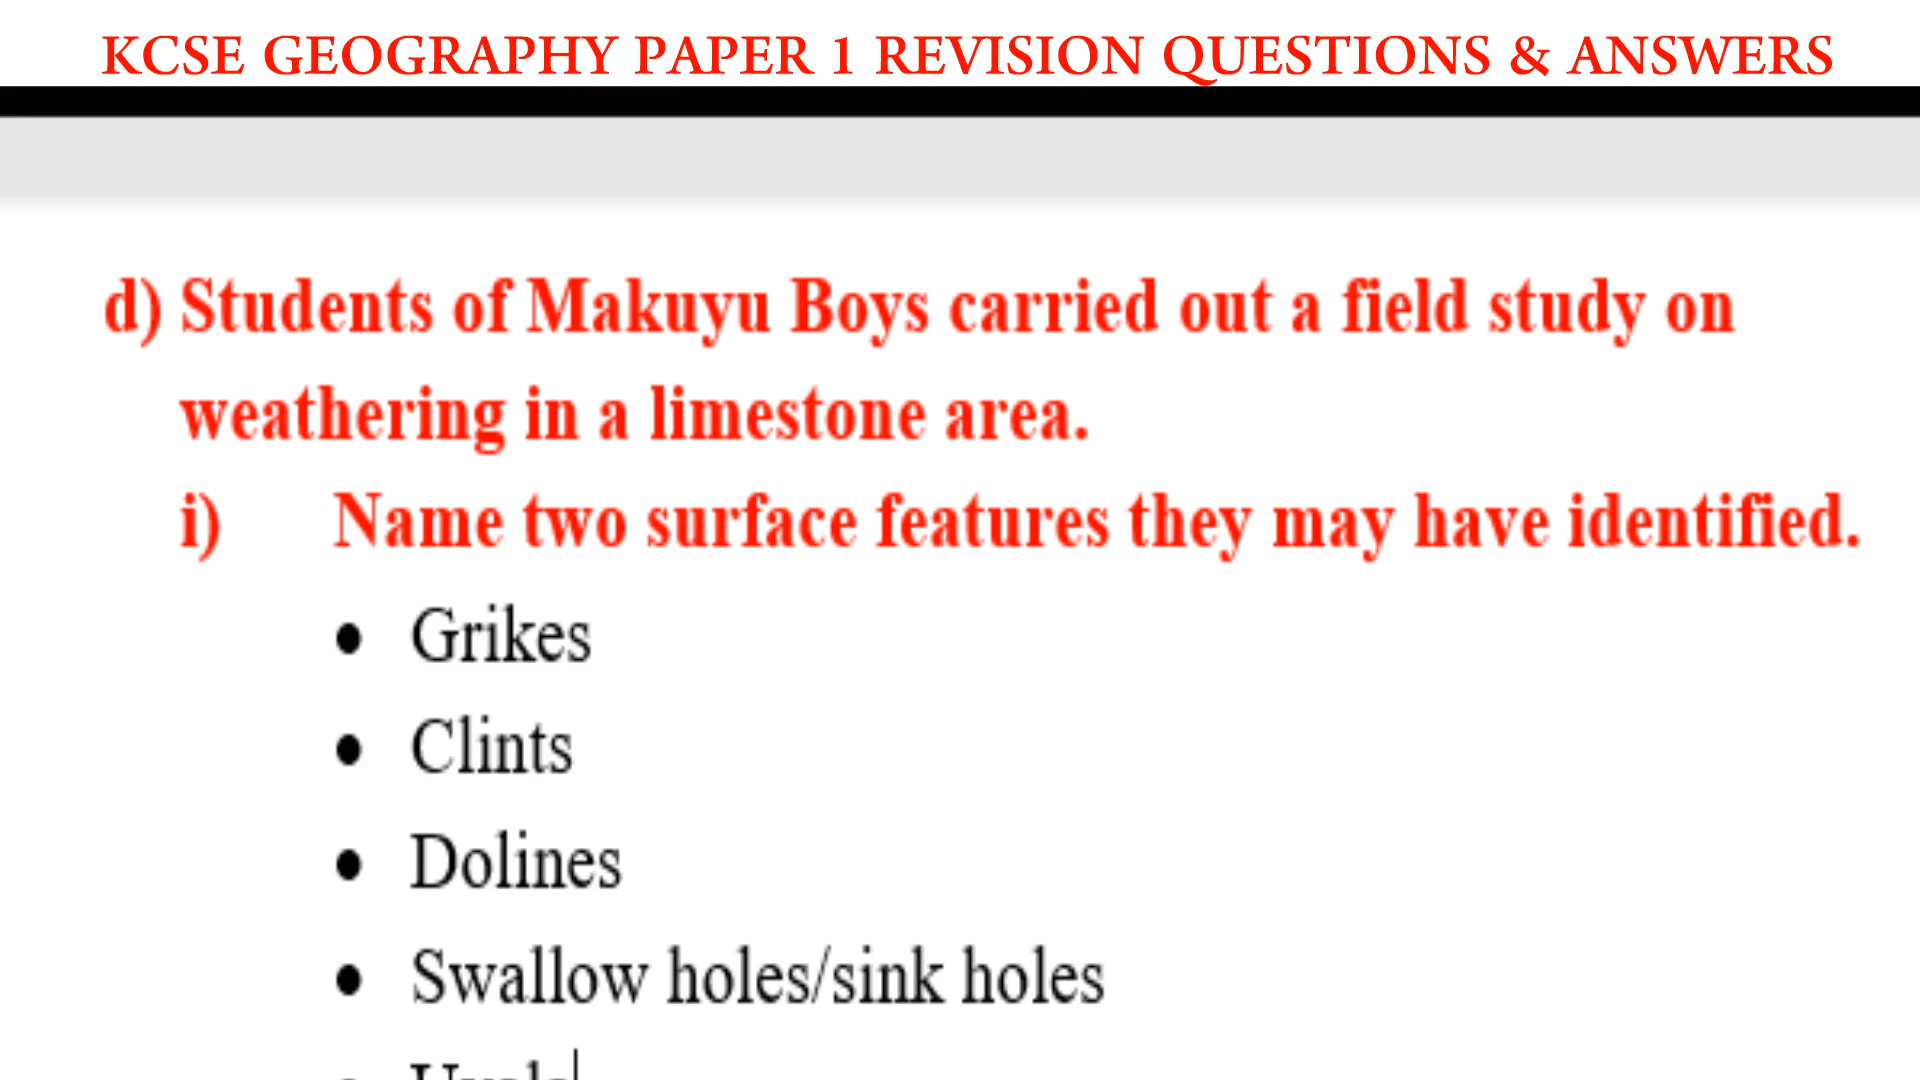 KCSE GEOGRAPHY PAPER 1 REVISION QUESTIONS & ANSWERS
d) Students of Makuyu Boys carried out a field study on
weathering in a limestone area.
i) Name two surface features they may have identified.
• Grikes
• Clints
• Dolines
• Swallow holes/sink holes